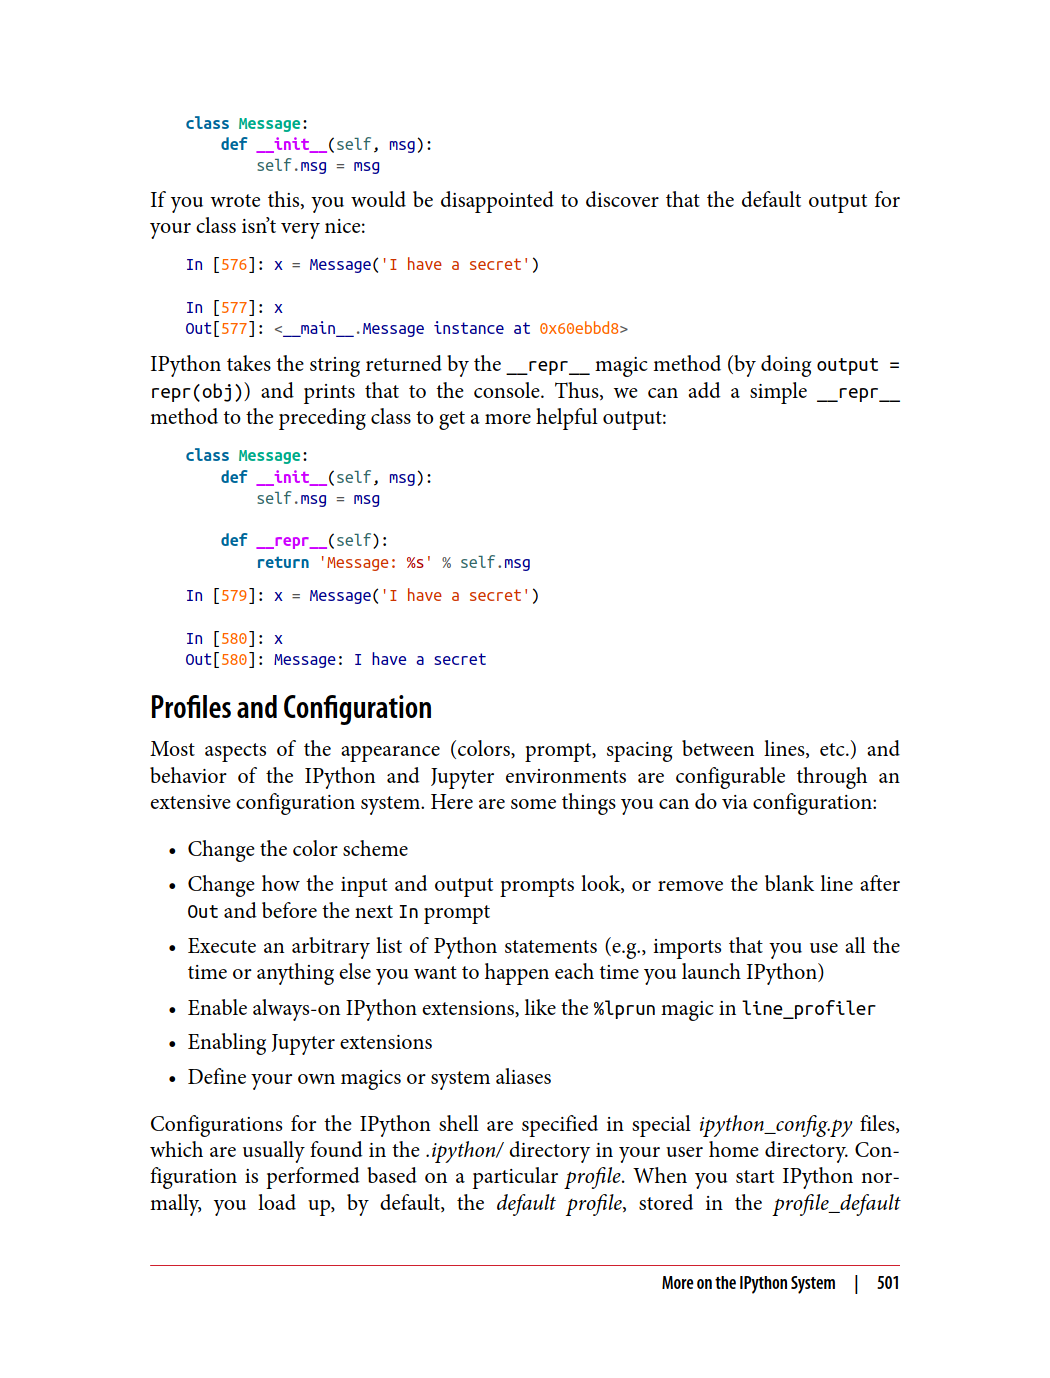 class Message:
    def __init__(self, msg):
        self.msg = msg
If you wrote this, you would be disappointed to discover that the default output for
your class isn’t very nice:
In [576]: x = Message('I have a secret')
In [577]: x
Out[577]: <__main__.Message instance at 0x60ebbd8>
IPython takes the string returned by the __repr__ magic method (by doing output =
repr(obj)) and prints that to the console. Thus, we can add a simple __repr__
method to the preceding class to get a more helpful output:
class Message:
    def __init__(self, msg):
        self.msg = msg
    def __repr__(self):
        return 'Message: %s' % self.msg
In [579]: x = Message('I have a secret')
In [580]: x
Out[580]: Message: I have a secret
Profiles and Configuration
Most aspects of the appearance (colors, prompt, spacing between lines, etc.) and
behavior of the IPython and Jupyter environments are configurable through an
extensive configuration system. Here are some things you can do via configuration:
• Change the color scheme
• Change how the input and output prompts look, or remove the blank line after
Out and before the next In prompt
• Execute an arbitrary list of Python statements (e.g., imports that you use all the
time or anything else you want to happen each time you launch IPython)
• Enable always-on IPython extensions, like the %lprun magic in line_profiler
• Enabling Jupyter extensions
• Define your own magics or system aliases
Configurations for the IPython shell are specified in special ipython_config.py files,
which are usually found in the .ipython/ directory in your user home directory. Con-
figuration is performed based on a particular profile. When you start IPython nor-
mally, you load up, by default, the default profile, stored in the profile_default
More on the IPython System | 501